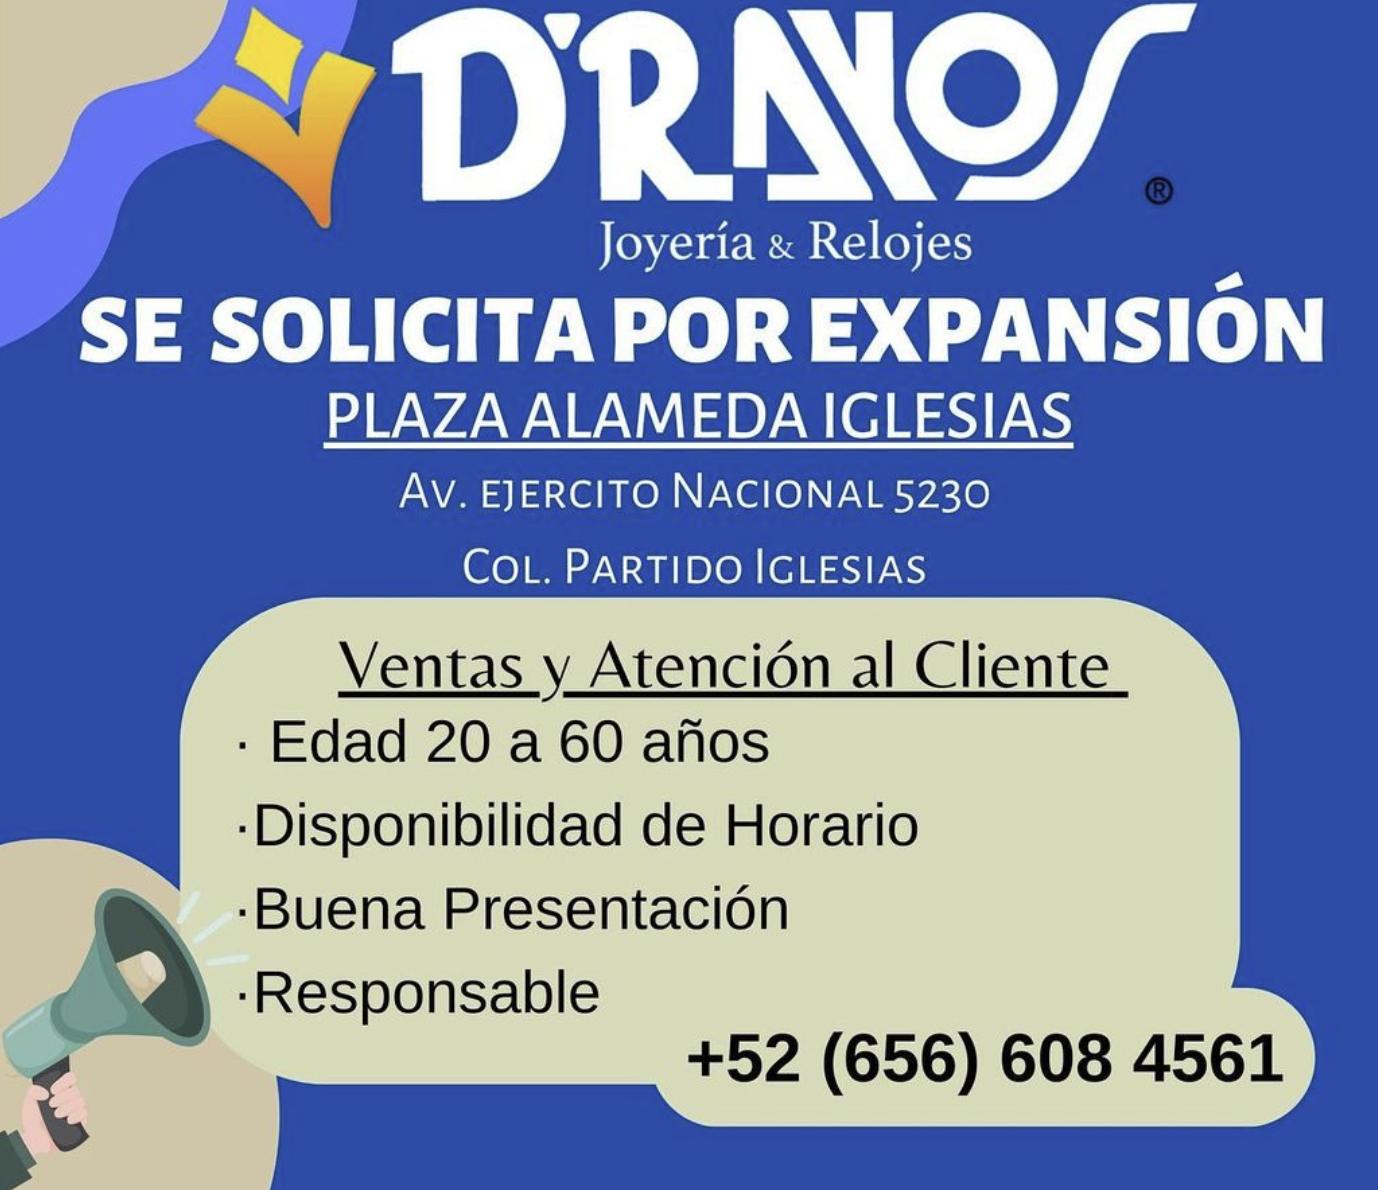 D'RAYOS
®
Joyería & Relojes
SE SOLICITA POR EXPANSIÓN
PLAZA ALAMEDA IGLESIAS
Av. EJERCITO NACIONAL 5230
COL. PARTIDO IGLESIAS
Ventas y Atención al Cliente
· Edad 20 a 60 años
·Disponibilidad de Horario
·Buena Presentación
·Responsable
+52 (656) 608 4561